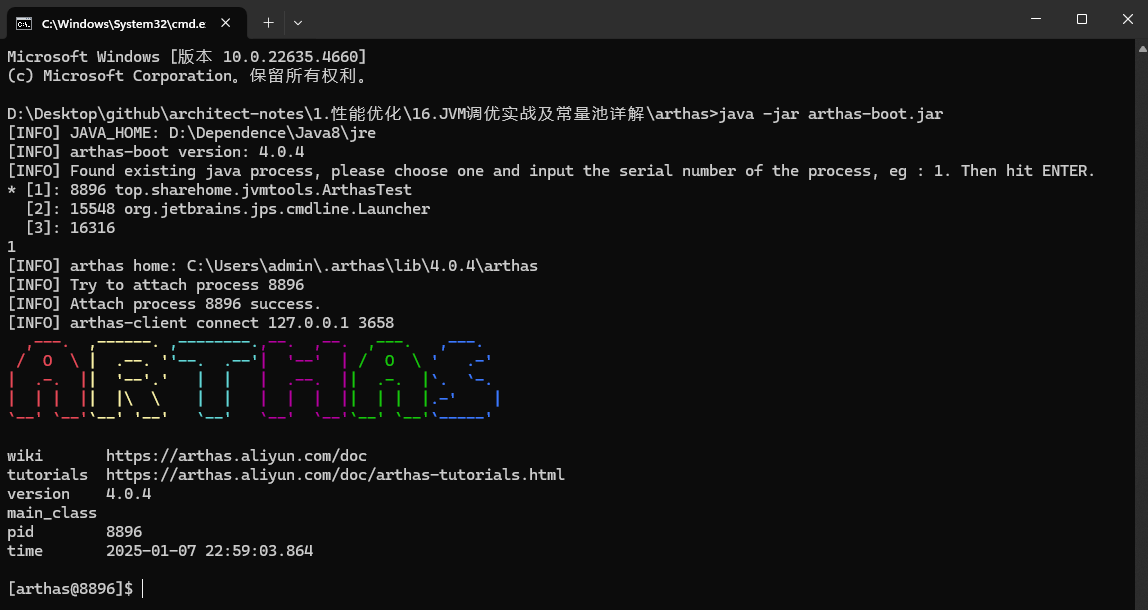 C:\Windows\System32\cmd.e
Microsoft Windows [版本 10.0.22635.4660]
(c) Microsoft Corporation。保留所有权利。
D:\Desktop\github\architect-notes\1.性能优化\16.JVM调优实战及常量池详解\arthas>java -jar arthas-boot.jar
[INFO] JAVA_HOME: D:\Dependence\Java8\jre
[INFO] arthas-boot version: 4.0.4
[INFO] Found existing java process, please choose one and input the serial number of the process, eg : 1. Then hit ENTER.
* [1]: 8896 top.sharehome.jvmtools.ArthasTest
  [2]: 15548 org.jetbrains.jps.cmdline.Launcher
  [3]: 16316
1
[INFO] arthas home: C:\Users\admin\.arthas\lib\4.0.4\arthas
[INFO] Try to attach process 8896
[INFO] Attach process 8896 success.
[INFO] arthas-client connect 127.0.0.1 3658
ARTHAS
wiki       https://arthas.aliyun.com/doc
tutorials  https://arthas.aliyun.com/doc/arthas-tutorials.html
version    4.0.4
main_class
pid        8896
time       2025-01-07 22:59:03.864
[arthas@8896]$